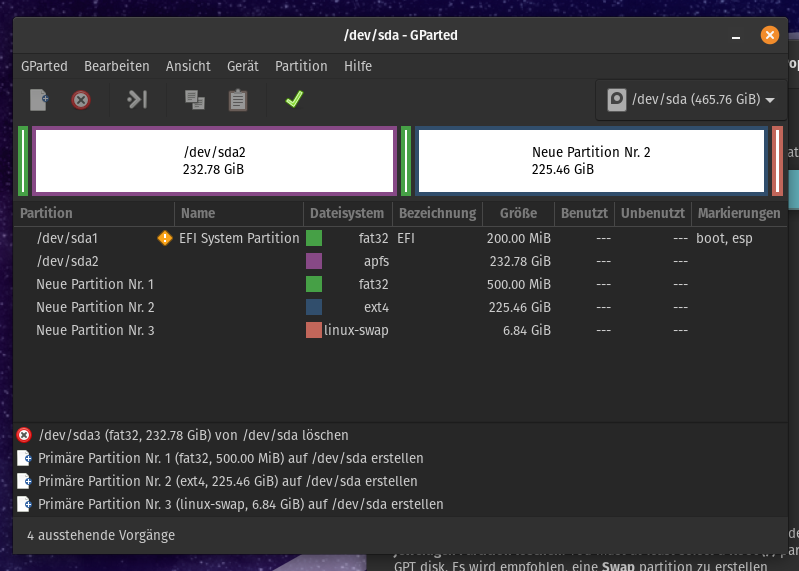 /dev/sda - GParted
GParted Bearbeiten Ansicht Gerät Partition Hilfe
/dev/sda (465.76 GiB)
/dev/sda2
232.78 GiB
Neue Partition Nr. 2
225.46 GiB
Partition Name Dateisystem Bezeichnung Größe Benutzt Unbenutzt Markierungen
/dev/sda1 EFI System Partition fat32 EFI 200.00 MiB --- --- boot, esp
/dev/sda2 apfs 232.78 GiB --- ---
Neue Partition Nr. 1 fat32 500.00 MiB --- ---
Neue Partition Nr. 2 ext4 225.46 GiB --- ---
Neue Partition Nr. 3 linux-swap 6.84 GiB --- ---
/dev/sda3 (fat32, 232.78 GiB) von /dev/sda löschen
Primäre Partition Nr. 1 (fat32, 500.00 MiB) auf /dev/sda erstellen
Primäre Partition Nr. 2 (ext4, 225.46 GiB) auf /dev/sda erstellen
Primäre Partition Nr. 3 (linux-swap, 6.84 GiB) auf /dev/sda erstellen
4 ausstehende Vorgänge
GPT disk. Es wird empfohlen, eine Swap partition zu erstellen